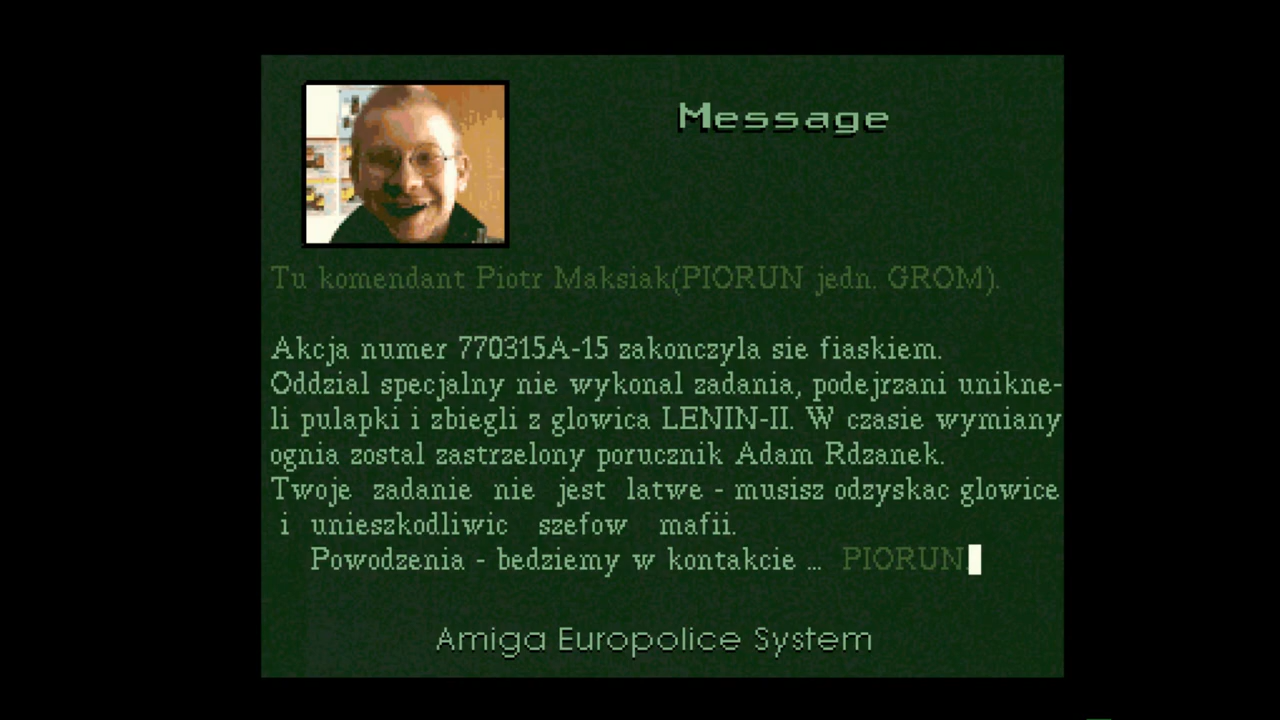 Message
Tu komendant Piotr Maksiak(PIORUN jedn. GROM).
Akcja numer 770315A-15 zakonczyla sie fiaskiem.
Oddzial specjalny nie wykonal zadania, podejrzani unikne-
li pulapki i zbiegli z glowica LENIN-II. W czasie wymiany
ognia zostal zastrzelony porucznik Adam Rdzanek.
Twoje zadanie nie jest latwe - musisz odzyskac glowice
i unieszkodliwic szefow mafii.
Powodzenia - bedziemy w kontakcie ... PIORUN.
Amiga Europolice System